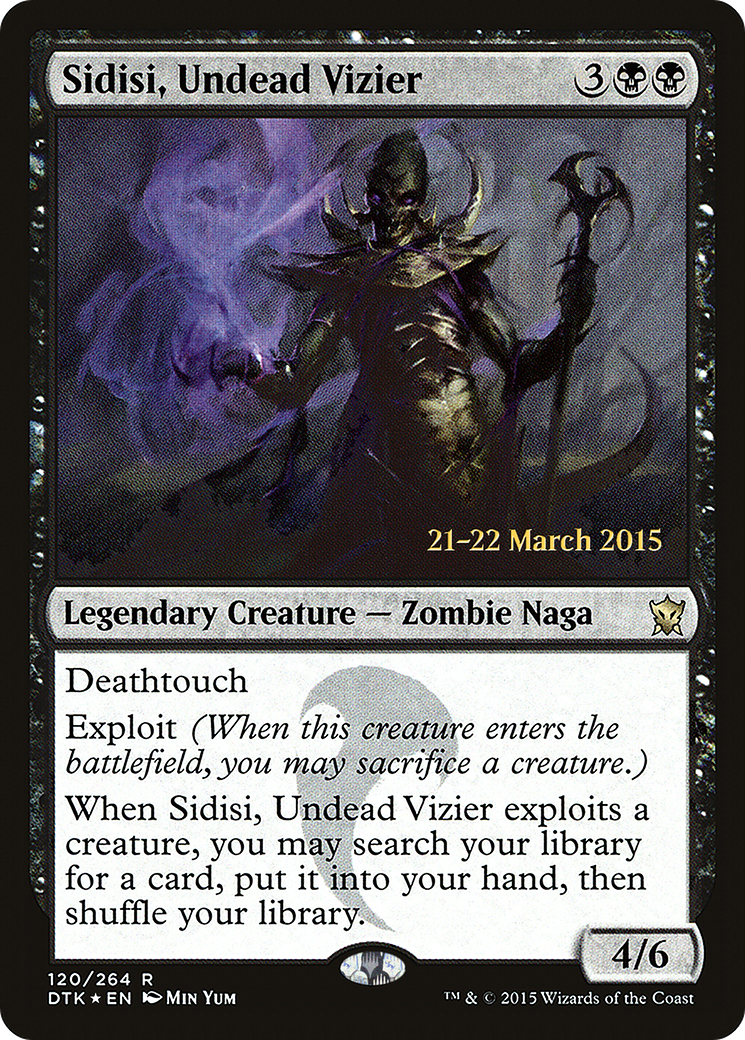 Sidisi, Undead Vizier 3
21–22 March 2015
Legendary Creature — Zombie Naga
Deathtouch
Exploit (When this creature enters the
battlefield, you may sacrifice a creature.)
When Sidisi, Undead Vizier exploits a
creature, you may search your library
for a card, put it into your hand, then
shuffle your library.
4/6
120/264 R
DTK ★ EN Min Yum
™ & © 2015 Wizards of the Coast